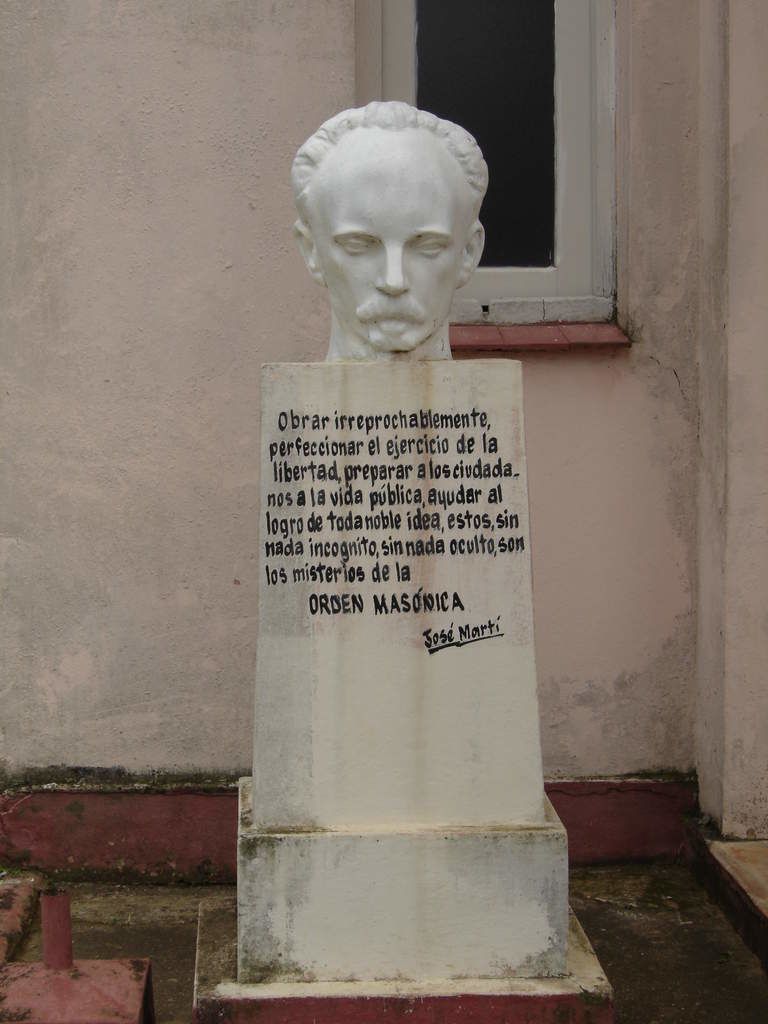 Obrar irreprochablemente,
perfeccionar el ejercicio de la
libertad, preparar a los ciudada-
nos a la vida pública, ayudar al
logro de toda noble idea, estos, sin
nada incognito, sin nada oculto, son
los misterios de la
ORDEN MASÓNICA
José Martí